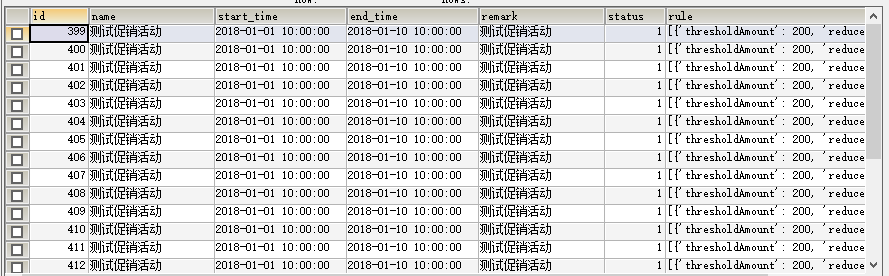 id name start_time end_time remark status rule
399 测试促销活动 2018-01-01 10:00:00 2018-01-10 10:00:00 测试促销活动 1 [{'thresholdAmount': 200, 'reduce
400 测试促销活动 2018-01-01 10:00:00 2018-01-10 10:00:00 测试促销活动 1 [{'thresholdAmount': 200, 'reduce
401 测试促销活动 2018-01-01 10:00:00 2018-01-10 10:00:00 测试促销活动 1 [{'thresholdAmount': 200, 'reduce
402 测试促销活动 2018-01-01 10:00:00 2018-01-10 10:00:00 测试促销活动 1 [{'thresholdAmount': 200, 'reduce
403 测试促销活动 2018-01-01 10:00:00 2018-01-10 10:00:00 测试促销活动 1 [{'thresholdAmount': 200, 'reduce
404 测试促销活动 2018-01-01 10:00:00 2018-01-10 10:00:00 测试促销活动 1 [{'thresholdAmount': 200, 'reduce
405 测试促销活动 2018-01-01 10:00:00 2018-01-10 10:00:00 测试促销活动 1 [{'thresholdAmount': 200, 'reduce
406 测试促销活动 2018-01-01 10:00:00 2018-01-10 10:00:00 测试促销活动 1 [{'thresholdAmount': 200, 'reduce
407 测试促销活动 2018-01-01 10:00:00 2018-01-10 10:00:00 测试促销活动 1 [{'thresholdAmount': 200, 'reduce
408 测试促销活动 2018-01-01 10:00:00 2018-01-10 10:00:00 测试促销活动 1 [{'thresholdAmount': 200, 'reduce
409 测试促销活动 2018-01-01 10:00:00 2018-01-10 10:00:00 测试促销活动 1 [{'thresholdAmount': 200, 'reduce
410 测试促销活动 2018-01-01 10:00:00 2018-01-10 10:00:00 测试促销活动 1 [{'thresholdAmount': 200, 'reduce
411 测试促销活动 2018-01-01 10:00:00 2018-01-10 10:00:00 测试促销活动 1 [{'thresholdAmount': 200, 'reduce
412 测试促销活动 2018-01-01 10:00:00 2018-01-10 10:00:00 测试促销活动 1 [{'thresholdAmount': 200, 'reduce